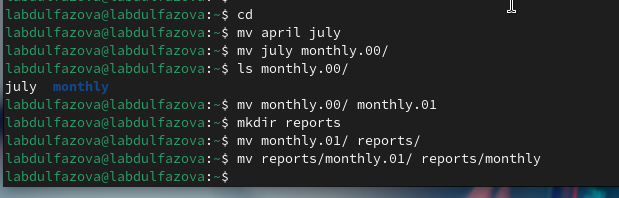 labdulfazova@labdulfazova:~$ cd
labdulfazova@labdulfazova:~$ mv april july
labdulfazova@labdulfazova:~$ mv july monthly.00/
labdulfazova@labdulfazova:~$ ls monthly.00/
july  monthly
labdulfazova@labdulfazova:~$ mv monthly.00/ monthly.01
labdulfazova@labdulfazova:~$ mkdir reports
labdulfazova@labdulfazova:~$ mv monthly.01/ reports/
labdulfazova@labdulfazova:~$ mv reports/monthly.01/ reports/monthly
labdulfazova@labdulfazova:~$